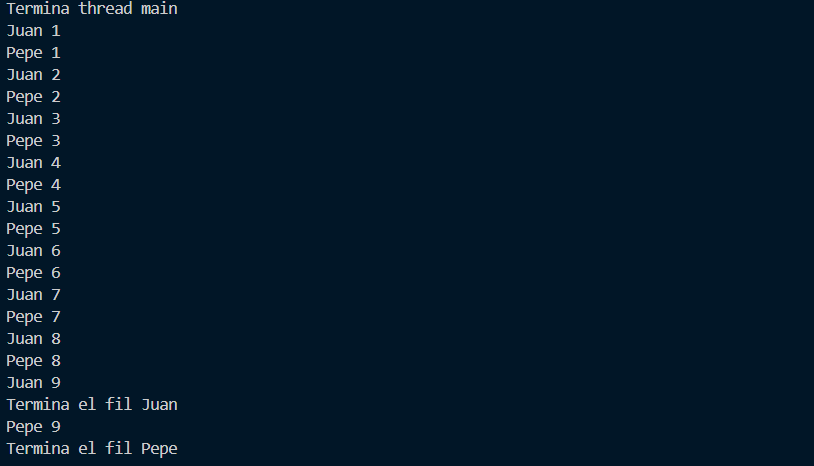 Termina thread main
Juan 1
Pepe 1
Juan 2
Pepe 2
Juan 3
Pepe 3
Juan 4
Pepe 4
Juan 5
Pepe 5
Juan 6
Pepe 6
Juan 7
Pepe 7
Juan 8
Pepe 8
Juan 9
Termina el fil Juan
Pepe 9
Termina el fil Pepe